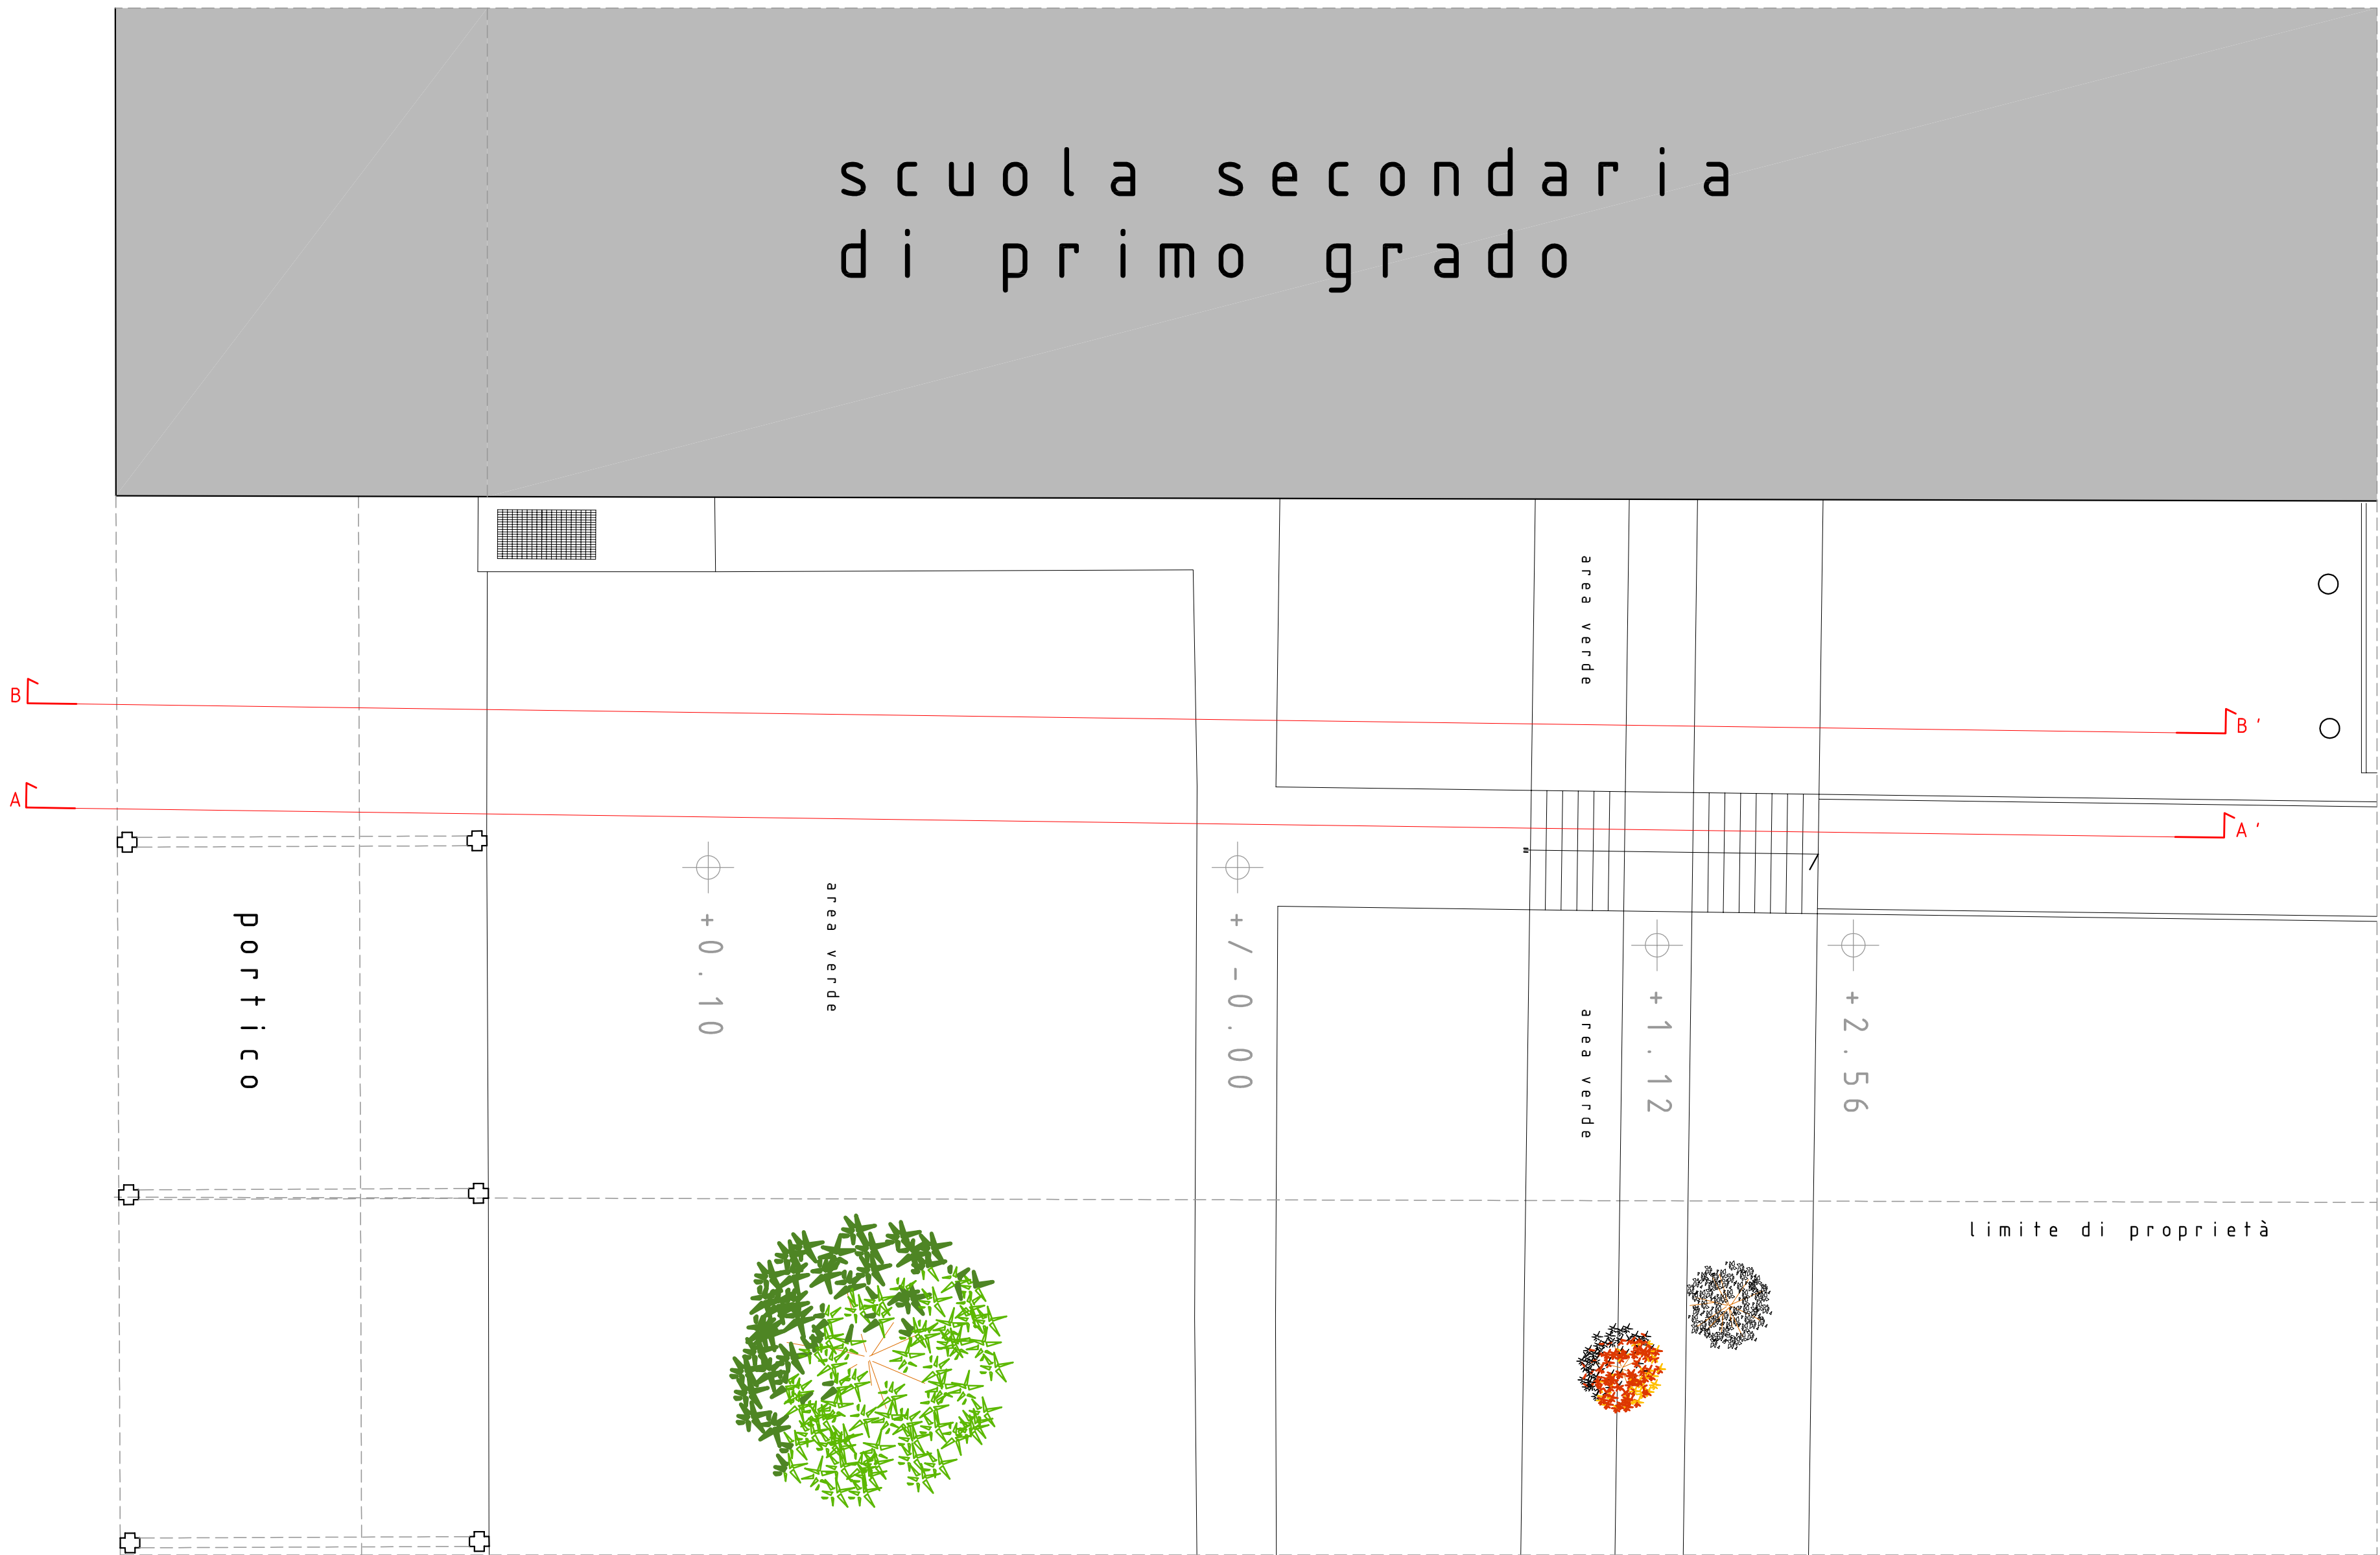 scuola secondaria
di primo grado
area verde
B
B'
A
A'
portico
+0.10
area verde
+/-0.00
area verde
+1.12
+2.56
limite di proprietà